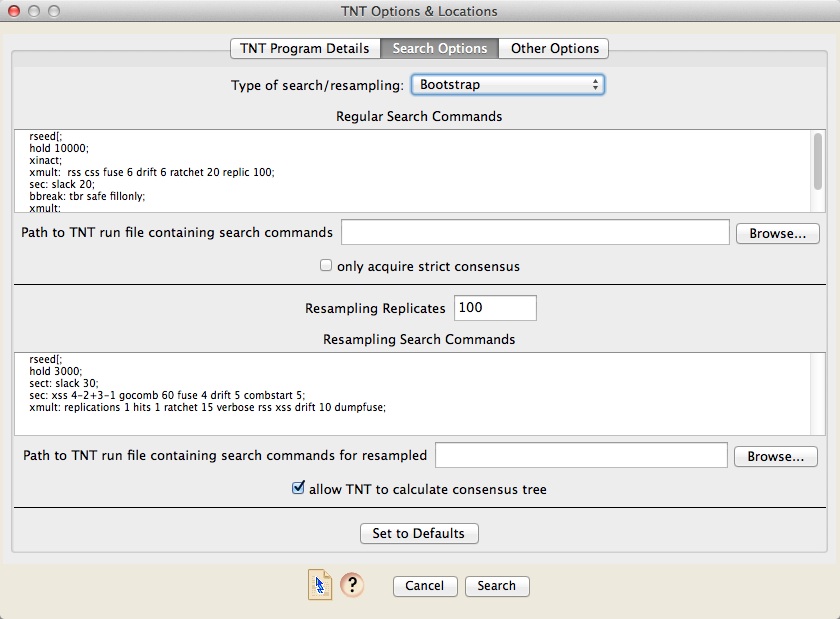 TNT Options & Locations
TNT Program Details Search Options Other Options
Type of search/resampling: Bootstrap
Regular Search Commands
rseed[;
hold 10000;
xinact;
xmult:  rss css fuse 6 drift 6 ratchet 20 replic 100;
sec: slack 20;
bbreak: tbr safe fillonly;
xmult:
Path to TNT run file containing search commands Browse...
only acquire strict consensus
Resampling Replicates 100
Resampling Search Commands
rseed[;
hold 3000;
sect: slack 30;
sec: xss 4-2+3-1 gocomb 60 fuse 4 drift 5 combstart 5;
xmult: replications 1 hits 1 ratchet 15 verbose rss xss drift 10 dumpfuse;
Path to TNT run file containing search commands for resampled Browse...
allow TNT to calculate consensus tree
Set to Defaults
? Cancel Search